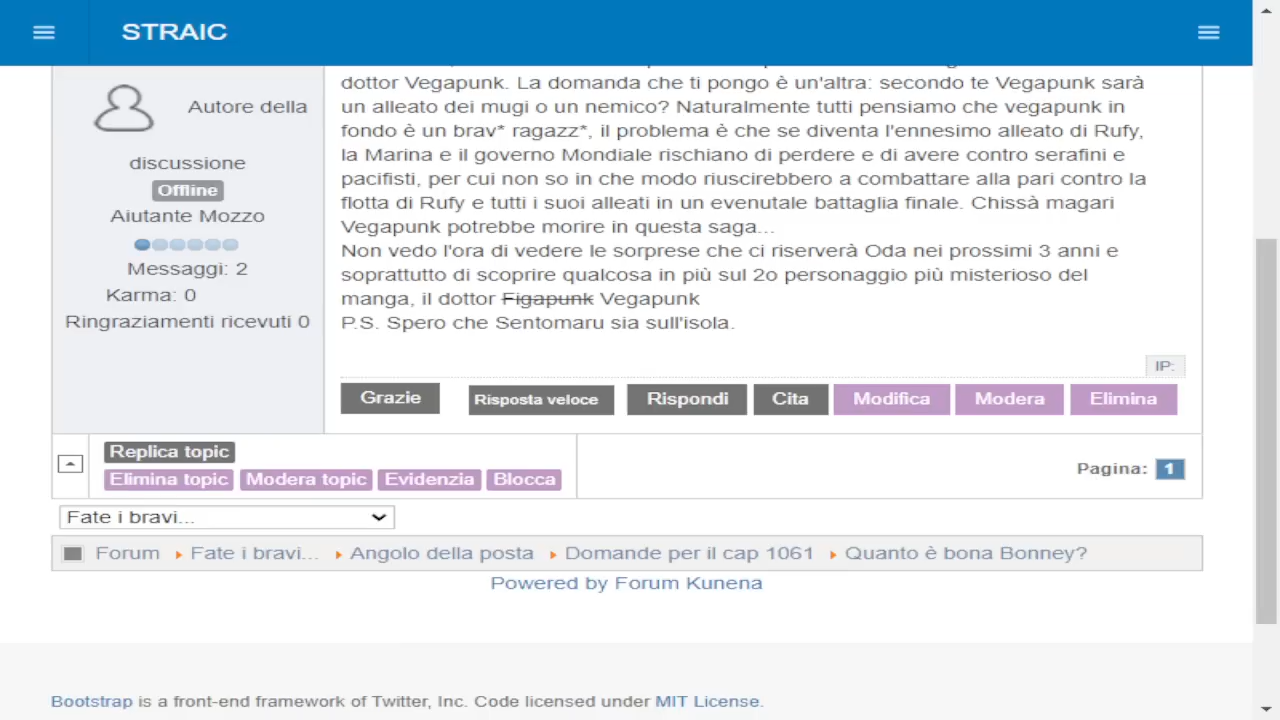 STRAIC
dottor Vegapunk. La domanda che ti pongo è un'altra: secondo te Vegapunk sarà
un alleato dei mugi o un nemico? Naturalmente tutti pensiamo che vegapunk in
fondo è un brav* ragazz*, il problema è che se diventa l'ennesimo alleato di Rufy,
la Marina e il governo Mondiale rischiano di perdere e di avere contro serafini e
pacifisti, per cui non so in che modo riuscirebbero a combattare alla pari contro la
flotta di Rufy e tutti i suoi alleati in un evenutale battaglia finale. Chissà magari
Vegapunk potrebbe morire in questa saga...
Non vedo l'ora di vedere le sorprese che ci riserverà Oda nei prossimi 3 anni e
soprattutto di scoprire qualcosa in più sul 2o personaggio più misterioso del
manga, il dottor Figapunk Vegapunk
P.S. Spero che Sentomaru sia sull'isola.
Autore della
discussione
Offline
Aiutante Mozzo
Messaggi: 2
Karma: 0
Ringraziamenti ricevuti 0
IP:
Grazie Risposta veloce Rispondi Cita Modifica Modera Elimina
Replica topic
Elimina topic Modera topic Evidenzia Blocca
Pagina: 1
Fate i bravi...
Forum Fate i bravi... Angolo della posta Domande per il cap 1061 Quanto è bona Bonney?
Powered by Forum Kunena
Bootstrap is a front-end framework of Twitter, Inc. Code licensed under MIT License.